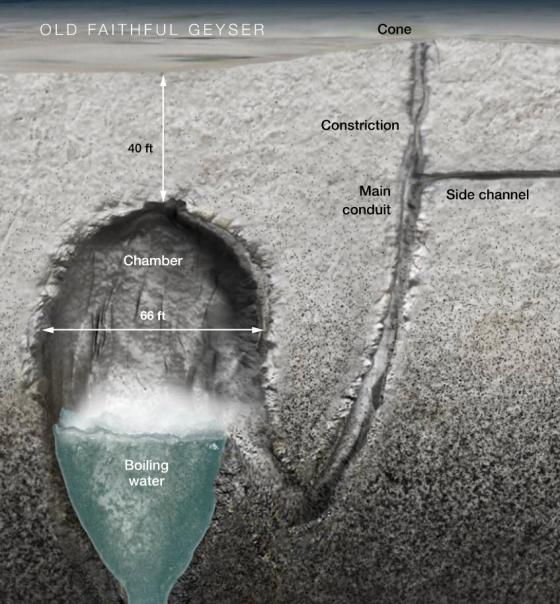 OLD FAITHFUL GEYSER
Cone
Constriction
40 ft
Main
conduit
Side channel
Chamber
66 ft
Boiling
water